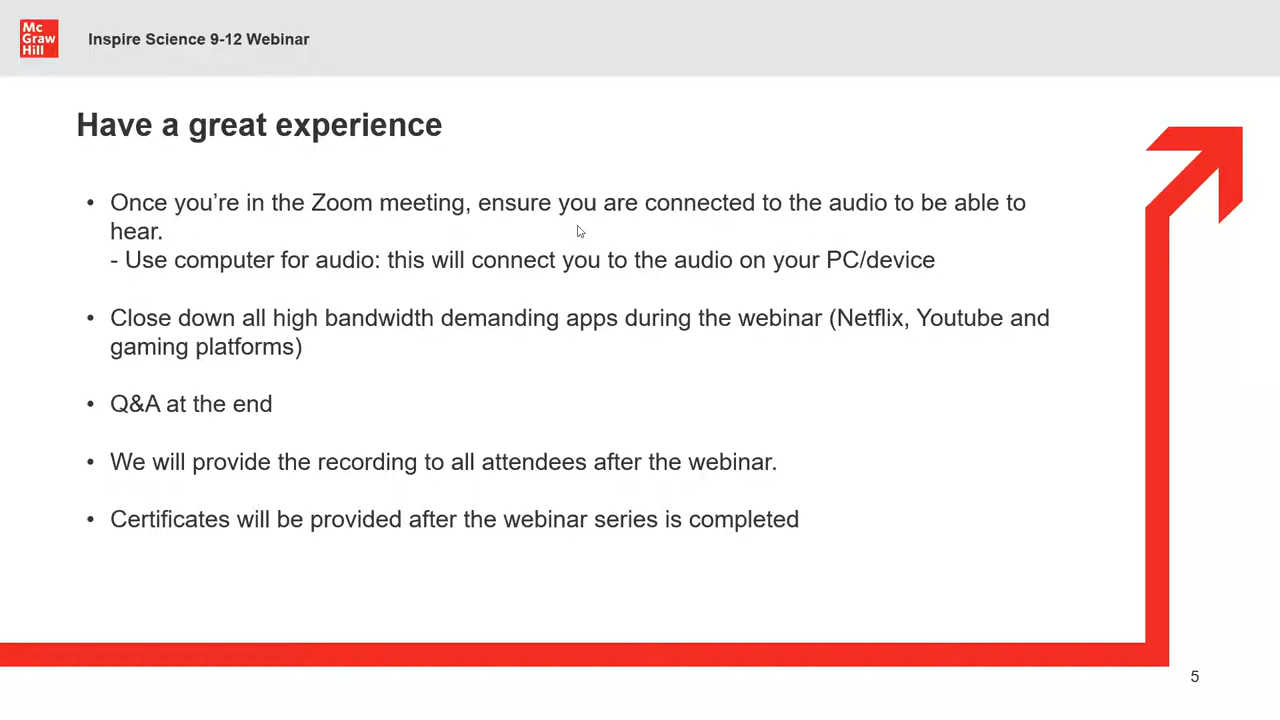 Mc
Graw
Hill
Inspire Science 9-12 Webinar
Have a great experience
• Once you’re in the Zoom meeting, ensure you are connected to the audio to be able to
hear.
- Use computer for audio: this will connect you to the audio on your PC/device
• Close down all high bandwidth demanding apps during the webinar (Netflix, Youtube and
gaming platforms)
• Q&A at the end
• We will provide the recording to all attendees after the webinar.
• Certificates will be provided after the webinar series is completed
5